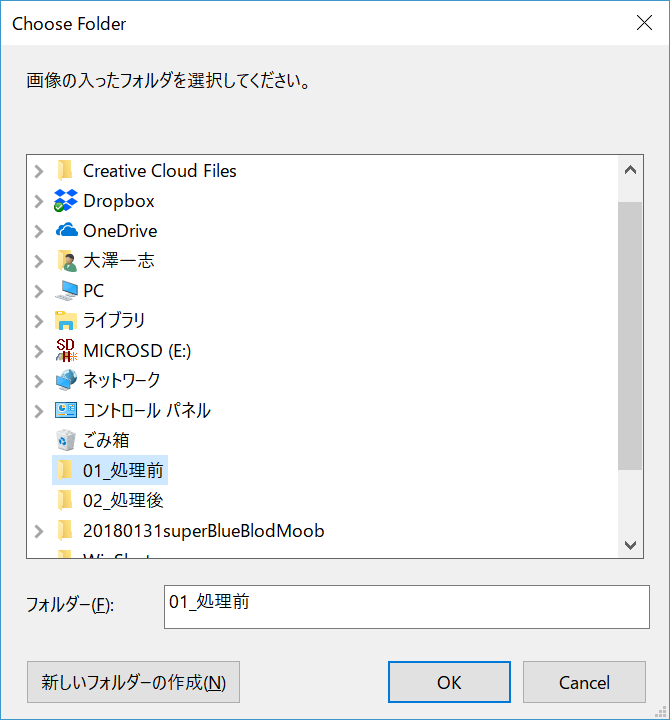 Choose Folder
画像の入ったフォルダを選択してください。
Creative Cloud Files
Dropbox
OneDrive
大澤一志
PC
ライブラリ
MICROSD (E:)
ネットワーク
コントロール パネル
ごみ箱
01_処理前
02_処理後
20180131superBlueBlodMoob
フォルダー(F):
01_処理前
新しいフォルダーの作成(N)
OK
Cancel